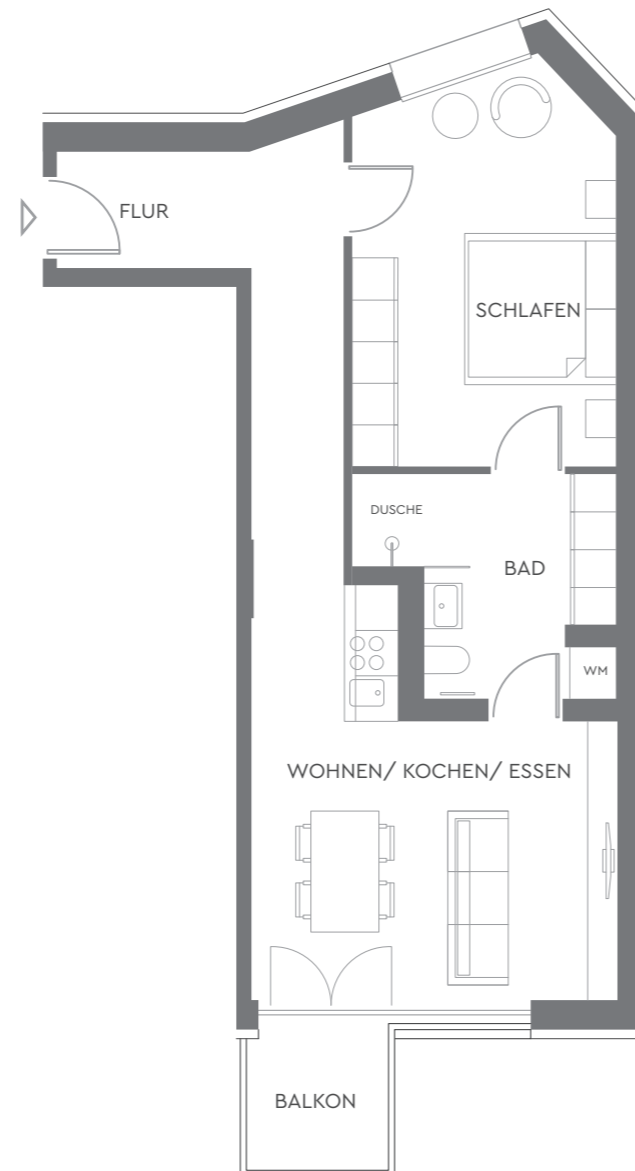 FLUR
SCHLAFEN
DUSCHE
BAD
WM
WOHNEN/ KOCHEN/ ESSEN
BALKON